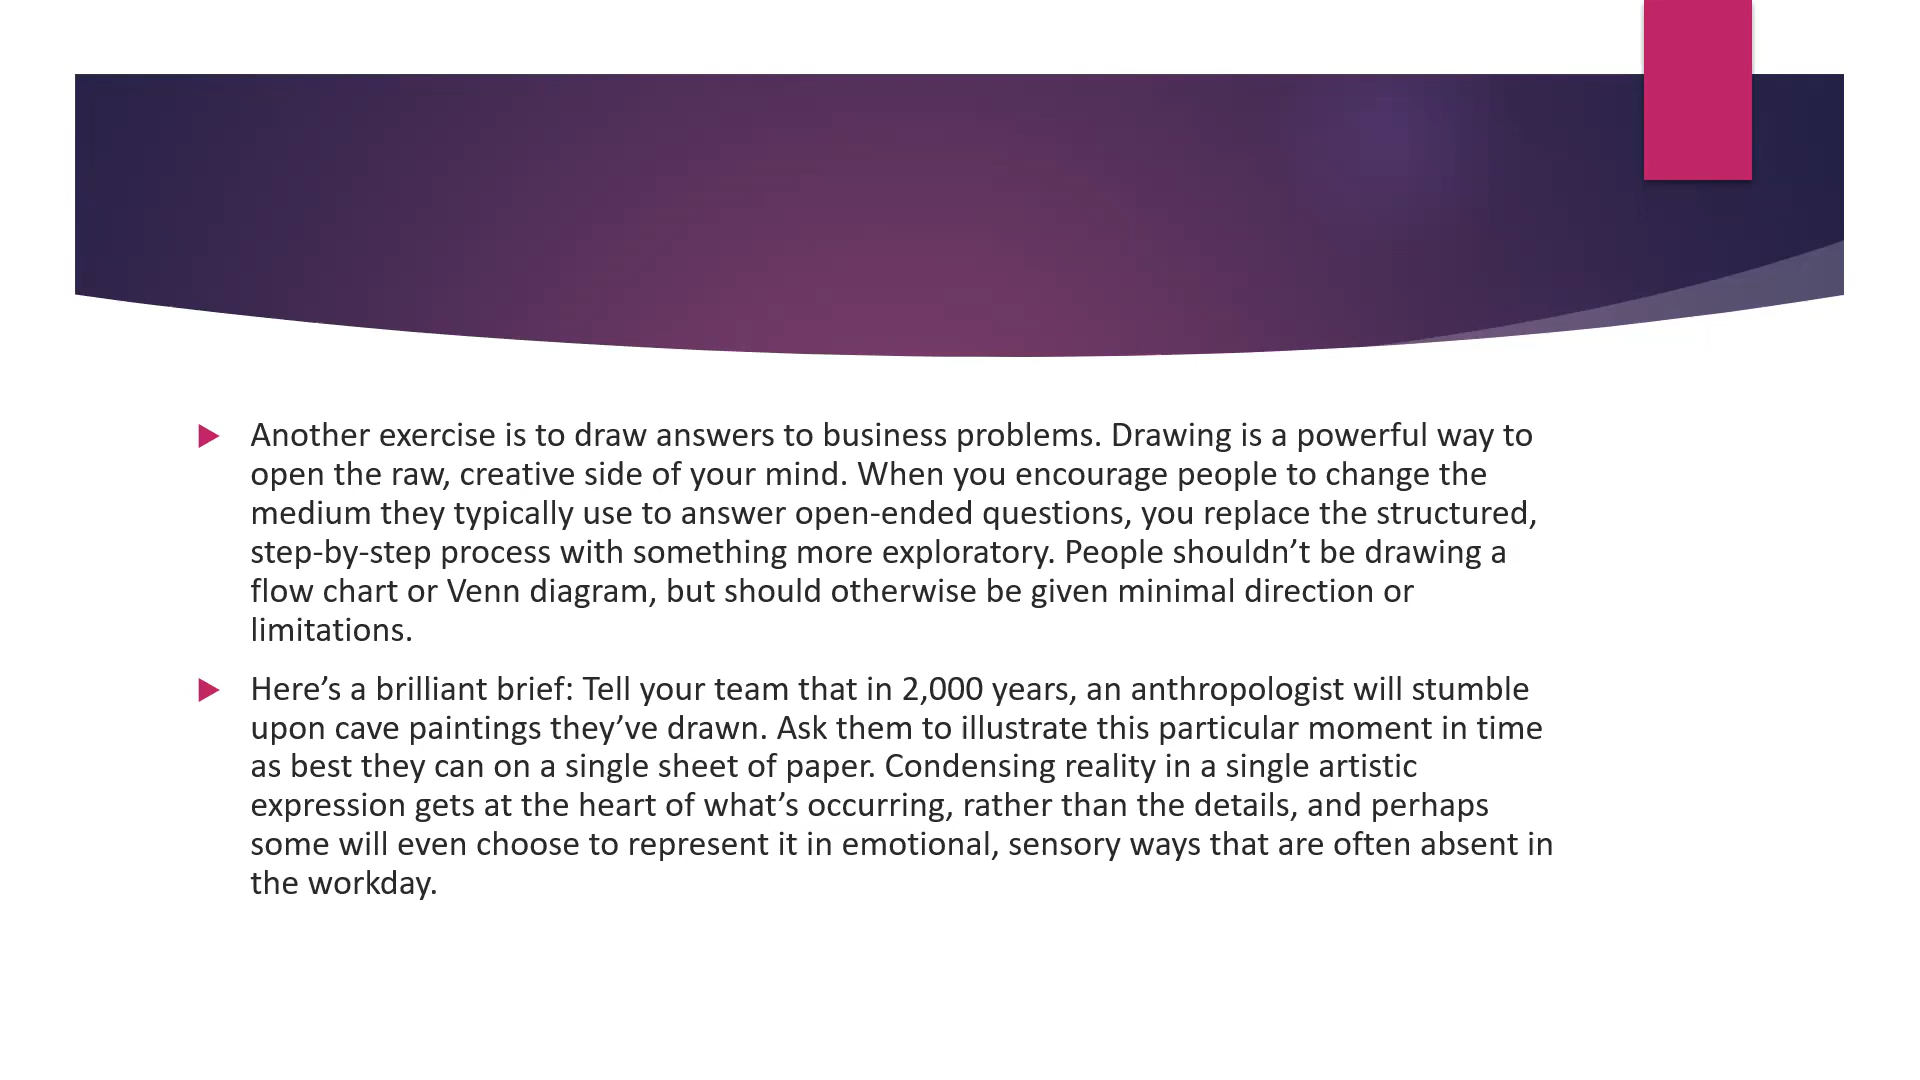 Another exercise is to draw answers to business problems. Drawing is a powerful way to
open the raw, creative side of your mind. When you encourage people to change the
medium they typically use to answer open-ended questions, you replace the structured,
step-by-step process with something more exploratory. People shouldn’t be drawing a
flow chart or Venn diagram, but should otherwise be given minimal direction or
limitations.
Here’s a brilliant brief: Tell your team that in 2,000 years, an anthropologist will stumble
upon cave paintings they’ve drawn. Ask them to illustrate this particular moment in time
as best they can on a single sheet of paper. Condensing reality in a single artistic
expression gets at the heart of what’s occurring, rather than the details, and perhaps
some will even choose to represent it in emotional, sensory ways that are often absent in
the workday.